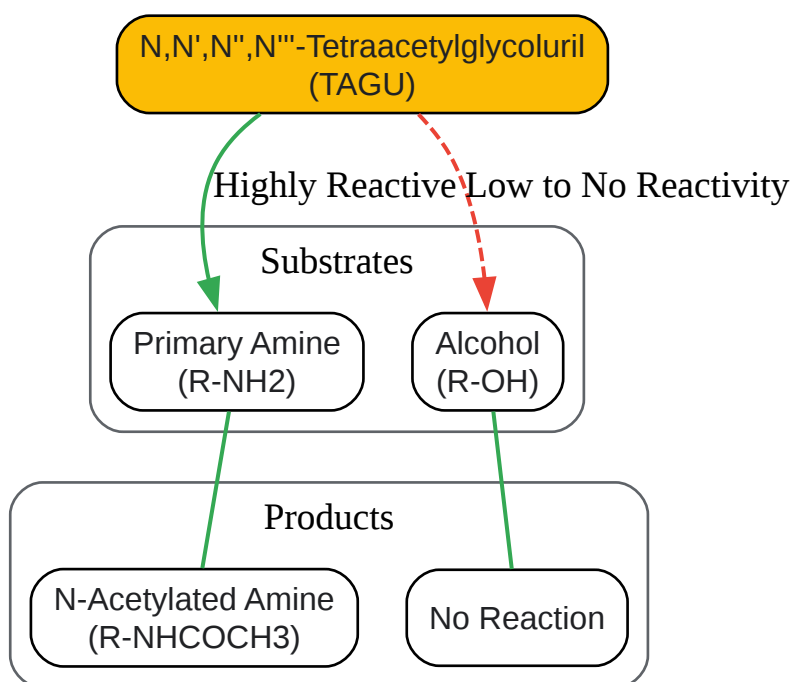 N,N',N",N"'-Tetraacetylglycoluril
(TAGU)
Highly Reactive
Low to No Reactivity
Substrates
Primary Amine
(R-NH2)
Alcohol
(R-OH)
Products
N-Acetylated Amine
(R-NHCOCH3)
No Reaction